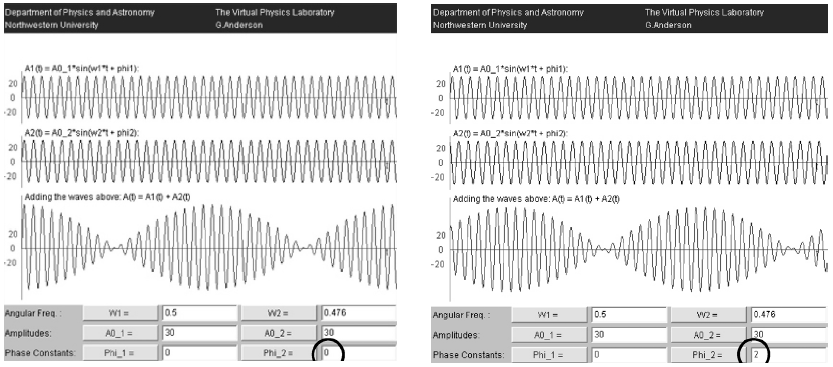 Department of Physics and Astronomy The Virtual Physics Laboratory
Northwestern University G.Anderson
A1(t) = A0_1*sin(w1*t + phi1):
20
0
-20
A2(t) = A0_2*sin(w2*t + phi2):
20
0
-20
Adding the waves above: A(t) = A1(t) + A2(t)
20
0
-20
Angular Freq. : W1 = 0.5 W2 = 0.476
Amplitudes: A0_1 = 30 A0_2 = 30
Phase Constants: Phi_1 = 0 Phi_2 = 0
Department of Physics and Astronomy The Virtual Physics Laboratory
Northwestern University G.Anderson
A1(t) = A0_1*sin(w1*t + phi1):
20
0
-20
A2(t) = A0_2*sin(w2*t + phi2):
20
0
-20
Adding the waves above: A(t) = A1(t) + A2(t)
20
0
-20
Angular Freq. : W1 = 0.5 W2 = 0.476
Amplitudes: A0_1 = 30 A0_2 = 30
Phase Constants: Phi_1 = 0 Phi_2 = 2